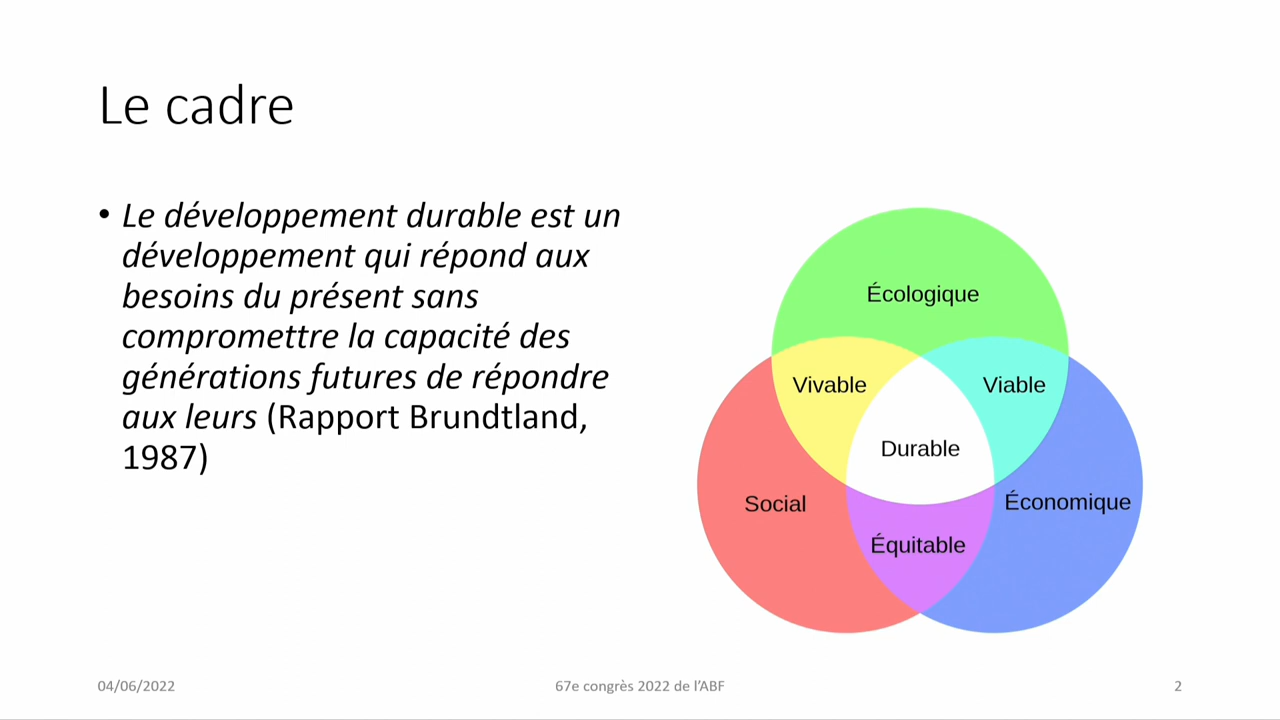 Le cadre
• Le développement durable est un
développement qui répond aux
besoins du présent sans
compromettre la capacité des
générations futures de répondre
aux leurs (Rapport Brundtland,
1987)
Écologique
Vivable
Viable
Durable
Social
Économique
Équitable
04/06/2022
67e congrès 2022 de l’ABF
2